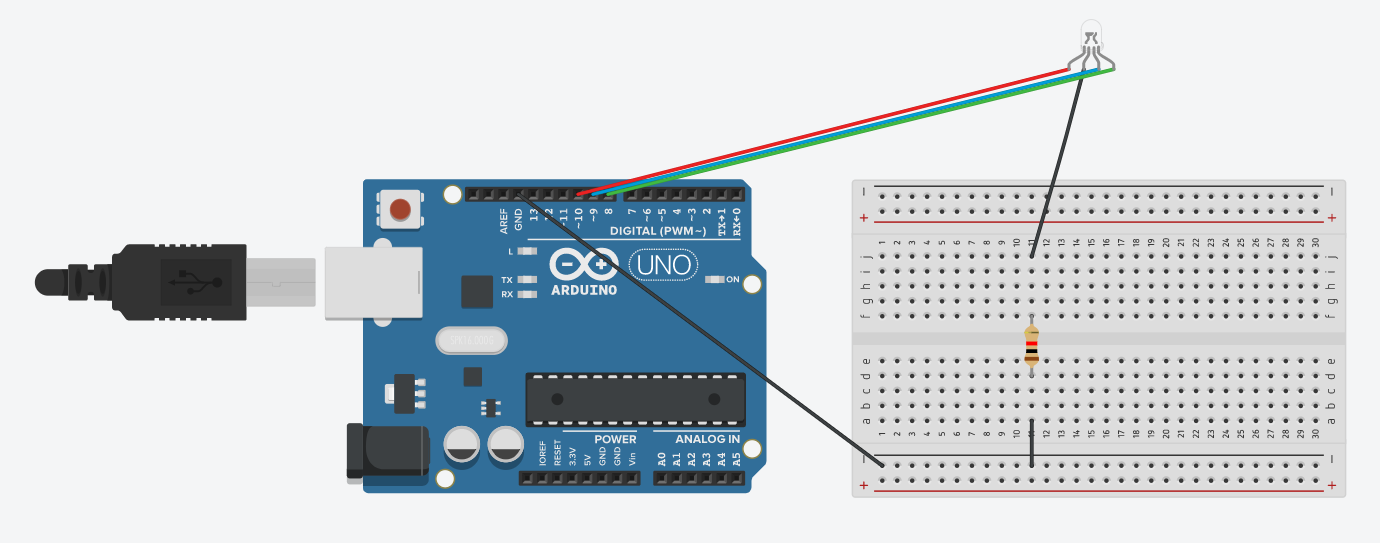 AREF
GND
13
12
~11
~10
~9
8
7
~6
~5
4
~3
2
TX→1
RX←0
DIGITAL (PWM~)
L
TX
RX
ARDUINO
UNO
ON
POWER
ANALOG IN
IOREF
RESET
3.3V
5V
GND
GND
Vin
A0
A1
A2
A3
A4
A5
− −
+ +
1 2 3 4 5 6 7 8 9 10 11 12 13 14 15 16 17 18 19 20 21 22 23 24 25 26 27 28 29 30
j j
i i
h h
g g
f f
e e
d d
c c
b b
a a
1 2 3 4 5 6 7 8 9 10 11 12 13 14 15 16 17 18 19 20 21 22 23 24 25 26 27 28 29 30
− −
+ +